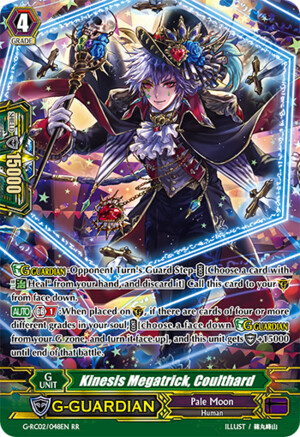 4
GRADE
15000
G GUARDIAN Opponent Turn's Guard Step: [Choose a card with
"Heal" from your hand, and discard it] Call this card to your G
from face down.
AUTO CB 1: When placed on G, if there are cards of four or
more different grades in your soul, [choose a face down G GUARDIAN
from your G zone, and turn it face up], and this unit gets +15000
until end of that battle.
G
UNIT
Kinesis Megatrick, Coulthard
G-GUARDIAN
Pale Moon
Human
G-RC02/048EN RR
ILLUST /